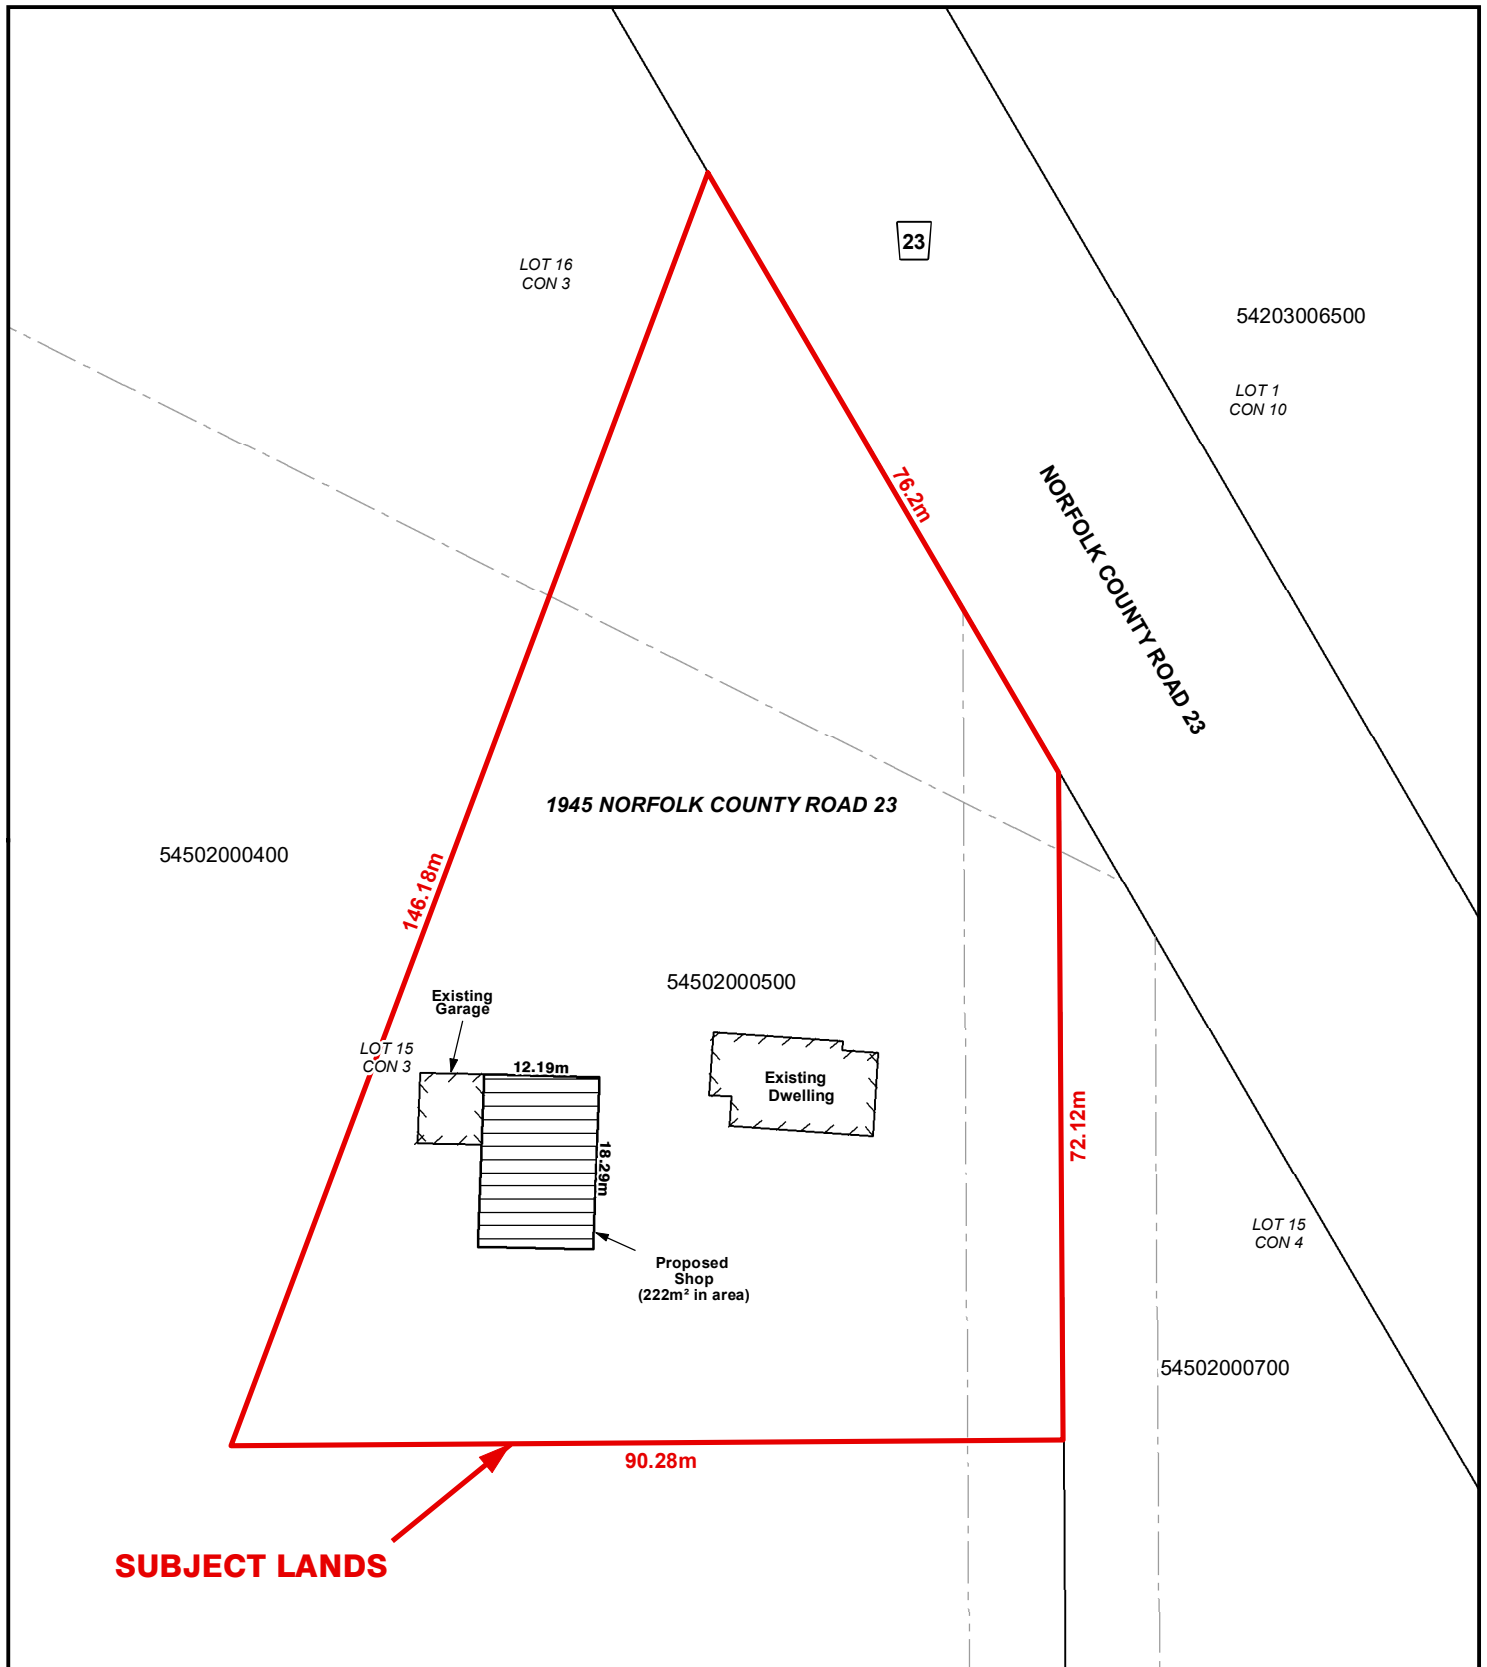 23
LOT 16
CON 3
54203006500
LOT 1
CON 10
76.2m
NORFOLK COUNTY ROAD 23
1945 NORFOLK COUNTY ROAD 23
54502000400
146.18m
54502000500
Existing
Garage
LOT 15
CON 3
12.19m
Existing
Dwelling
72.12m
18.29m
LOT 15
CON 4
Proposed
Shop
(222m² in area)
54502000700
90.28m
SUBJECT LANDS